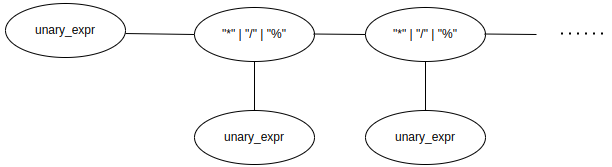 unary_expr
"*" | "/" | "%"
"*" | "/" | "%"
......
unary_expr
unary_expr